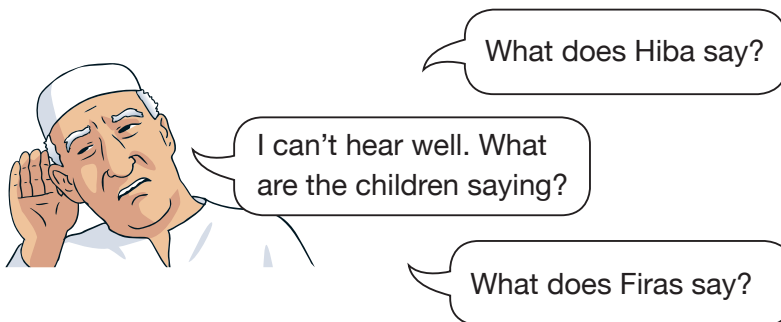 What does Hiba say?
I can't hear well. What
are the children saying?
What does Firas say?